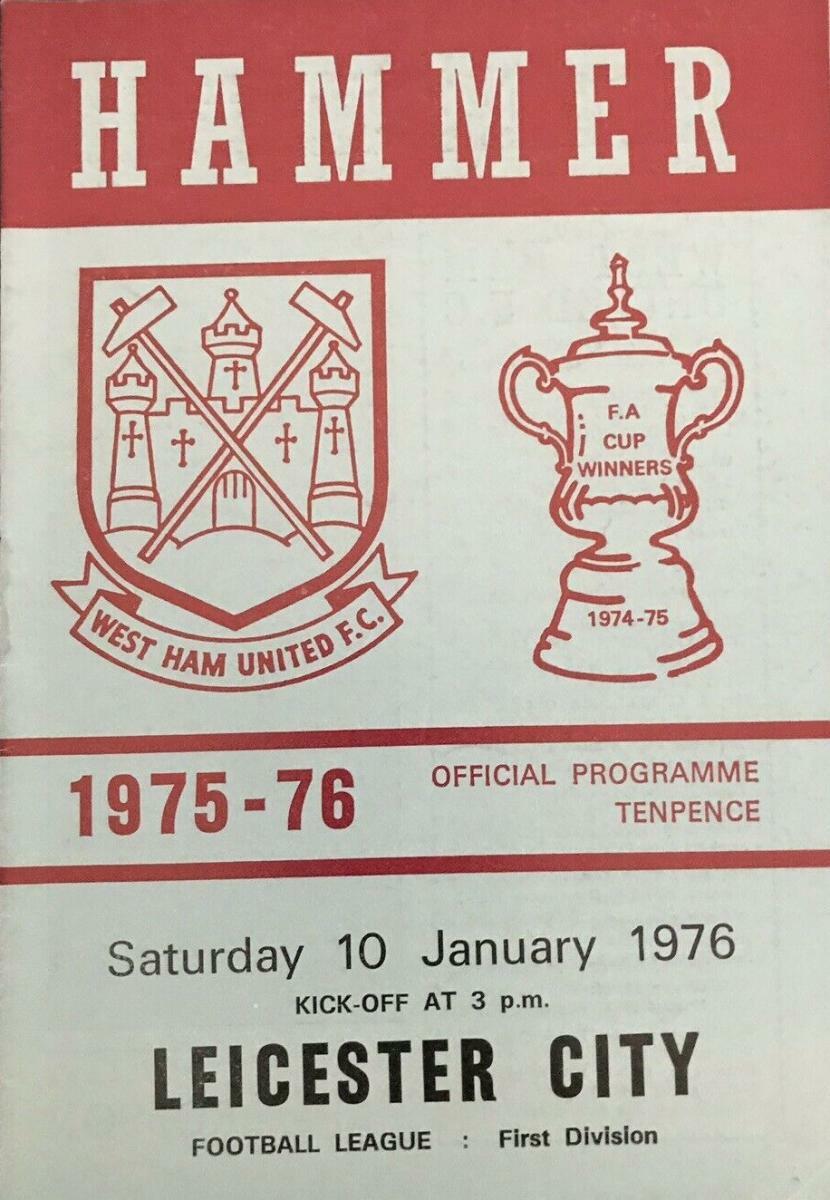 HAMMER
F.A
CUP
WINNERS
1974-75
WEST HAM UNITED F.C.
1975-76
OFFICIAL PROGRAMME
TENPENCE
Saturday 10 January 1976
KICK-OFF AT 3 p.m.
LEICESTER CITY
FOOTBALL LEAGUE : First Division